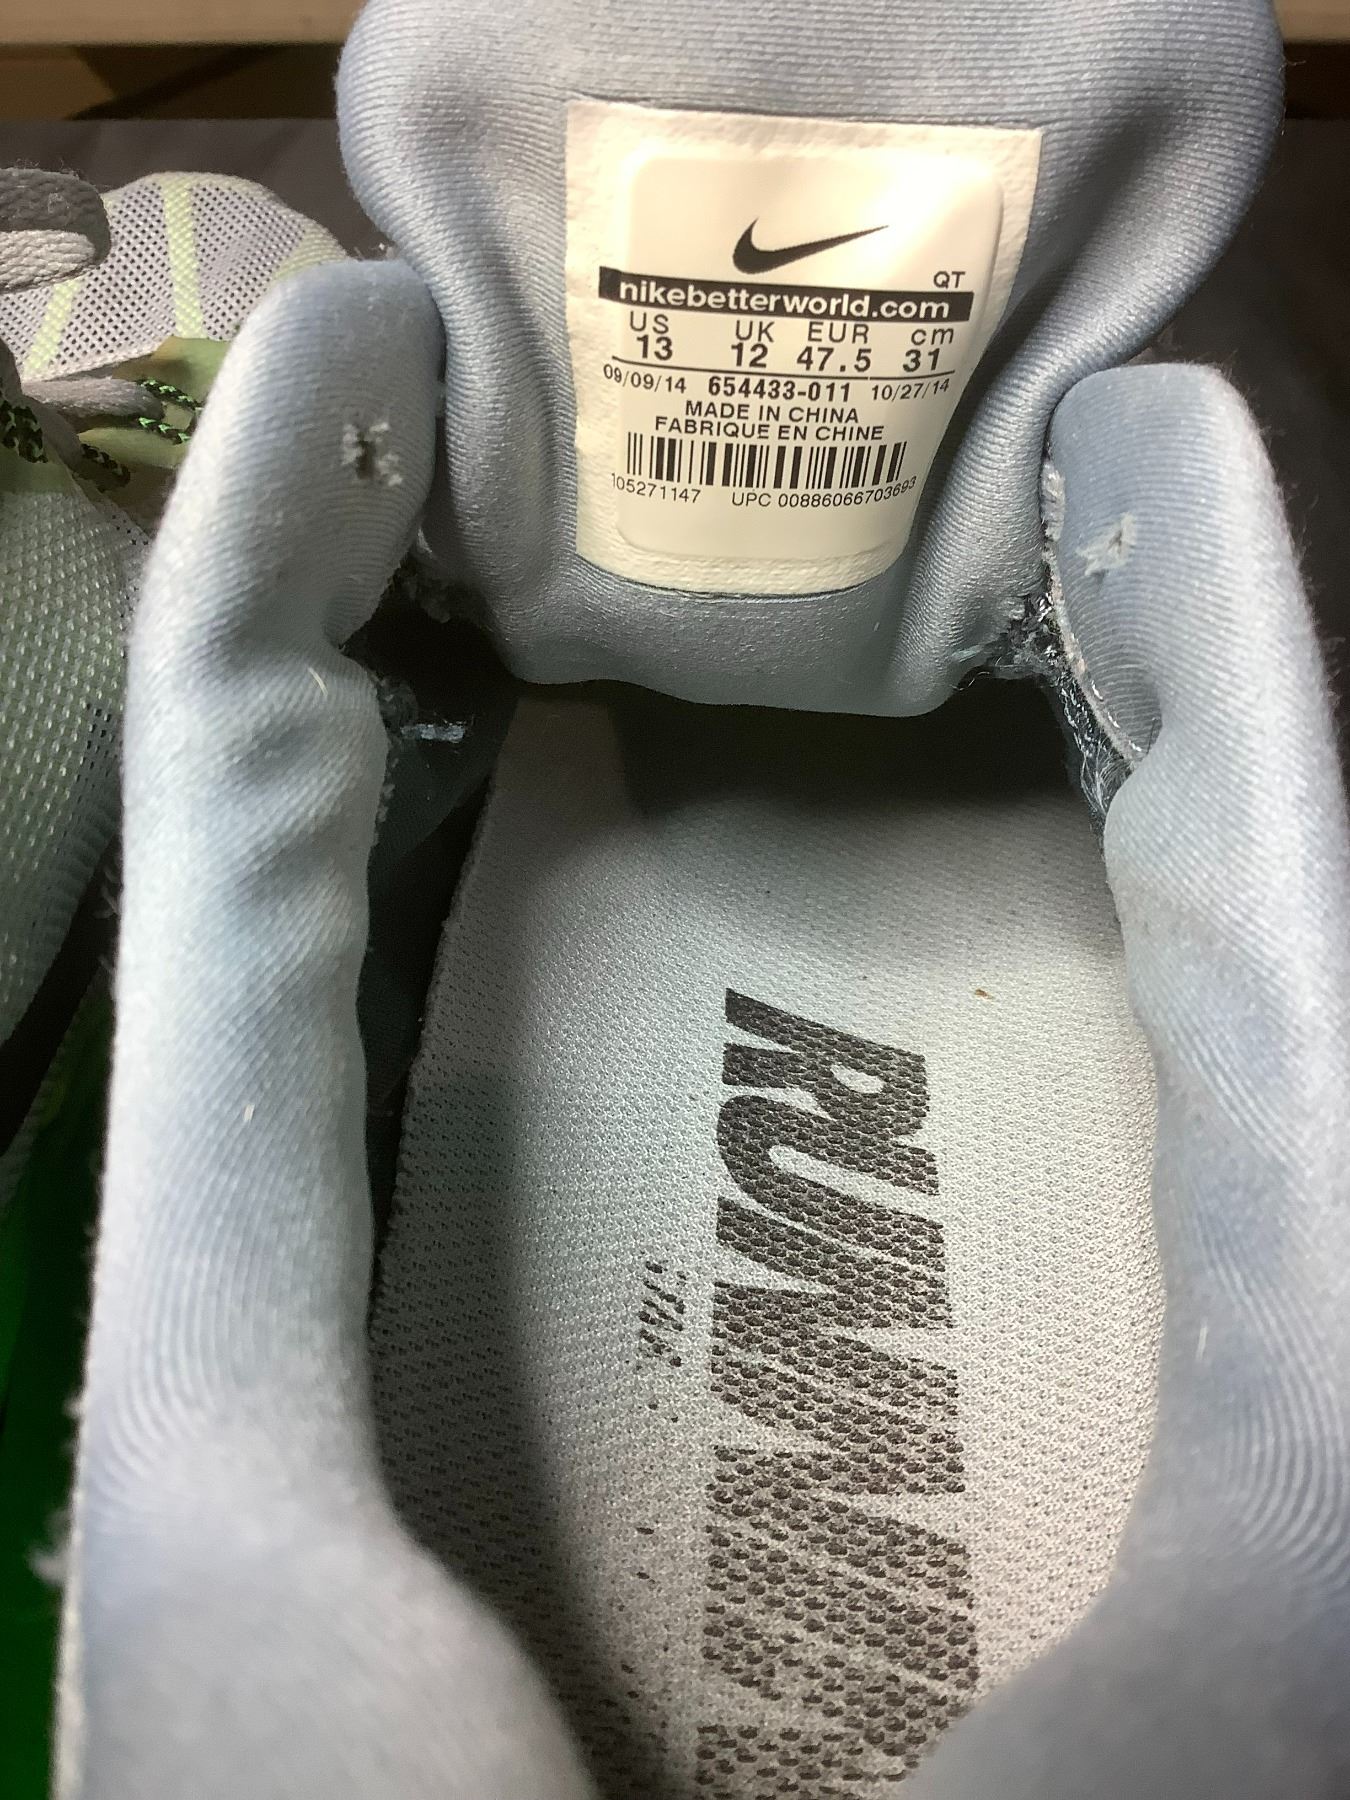 QT
nikebetterworld.com
US UK EUR cm
13 12 47.5 31
09/09/14 654433-011 10/27/14
MADE IN CHINA
FABRIQUE EN CHINE
105271147 UPC 00886066703693